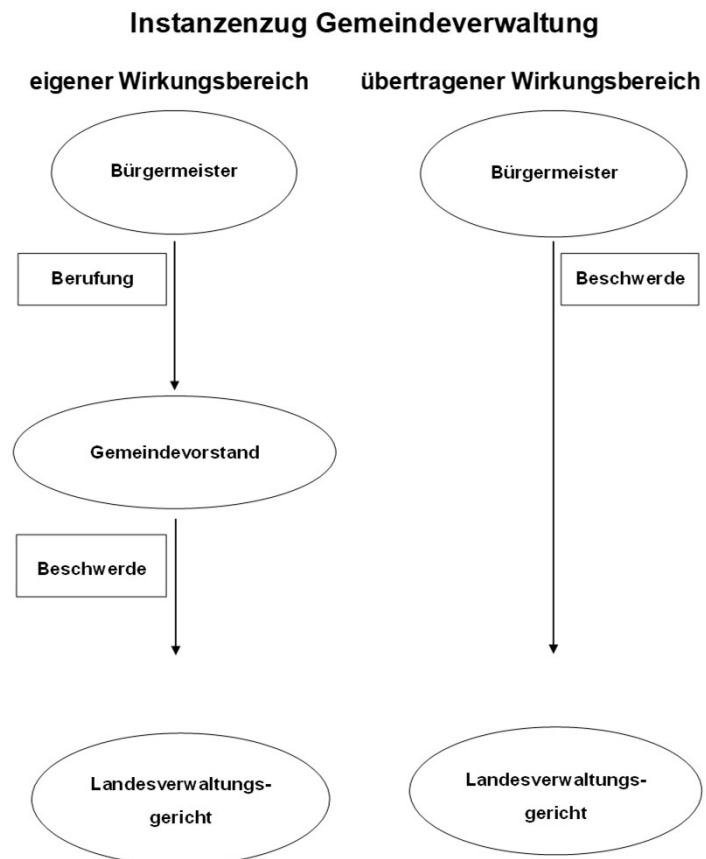 Instanzenzug Gemeindeverwaltung
eigener Wirkungsbereich
Bürgermeister
Berufung
Gemeindevorstand
Beschwerde
Landesverwaltungs-
gericht
übertragener Wirkungsbereich
Bürgermeister
Beschwerde
Landesverwaltungs-
gericht